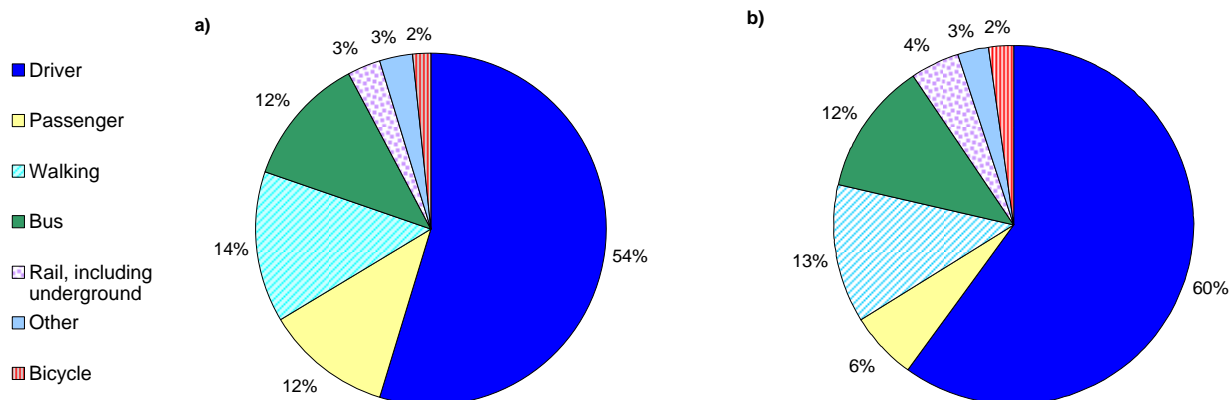 a)
b)
Driver
Passenger
Walking
Bus
Rail, including
underground
Other
Bicycle
3%
3%
2%
12%
14%
12%
54%
4%
3%
2%
12%
13%
6%
60%